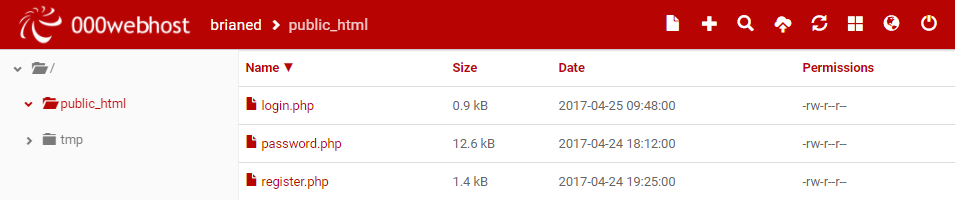 000webhost brianed > public_html
/
public_html
tmp
Name ▼ Size Date Permissions
login.php 0.9 kB 2017-04-25 09:48:00 -rw-r--r--
password.php 12.6 kB 2017-04-24 18:12:00 -rw-r--r--
register.php 1.4 kB 2017-04-24 19:25:00 -rw-r--r--